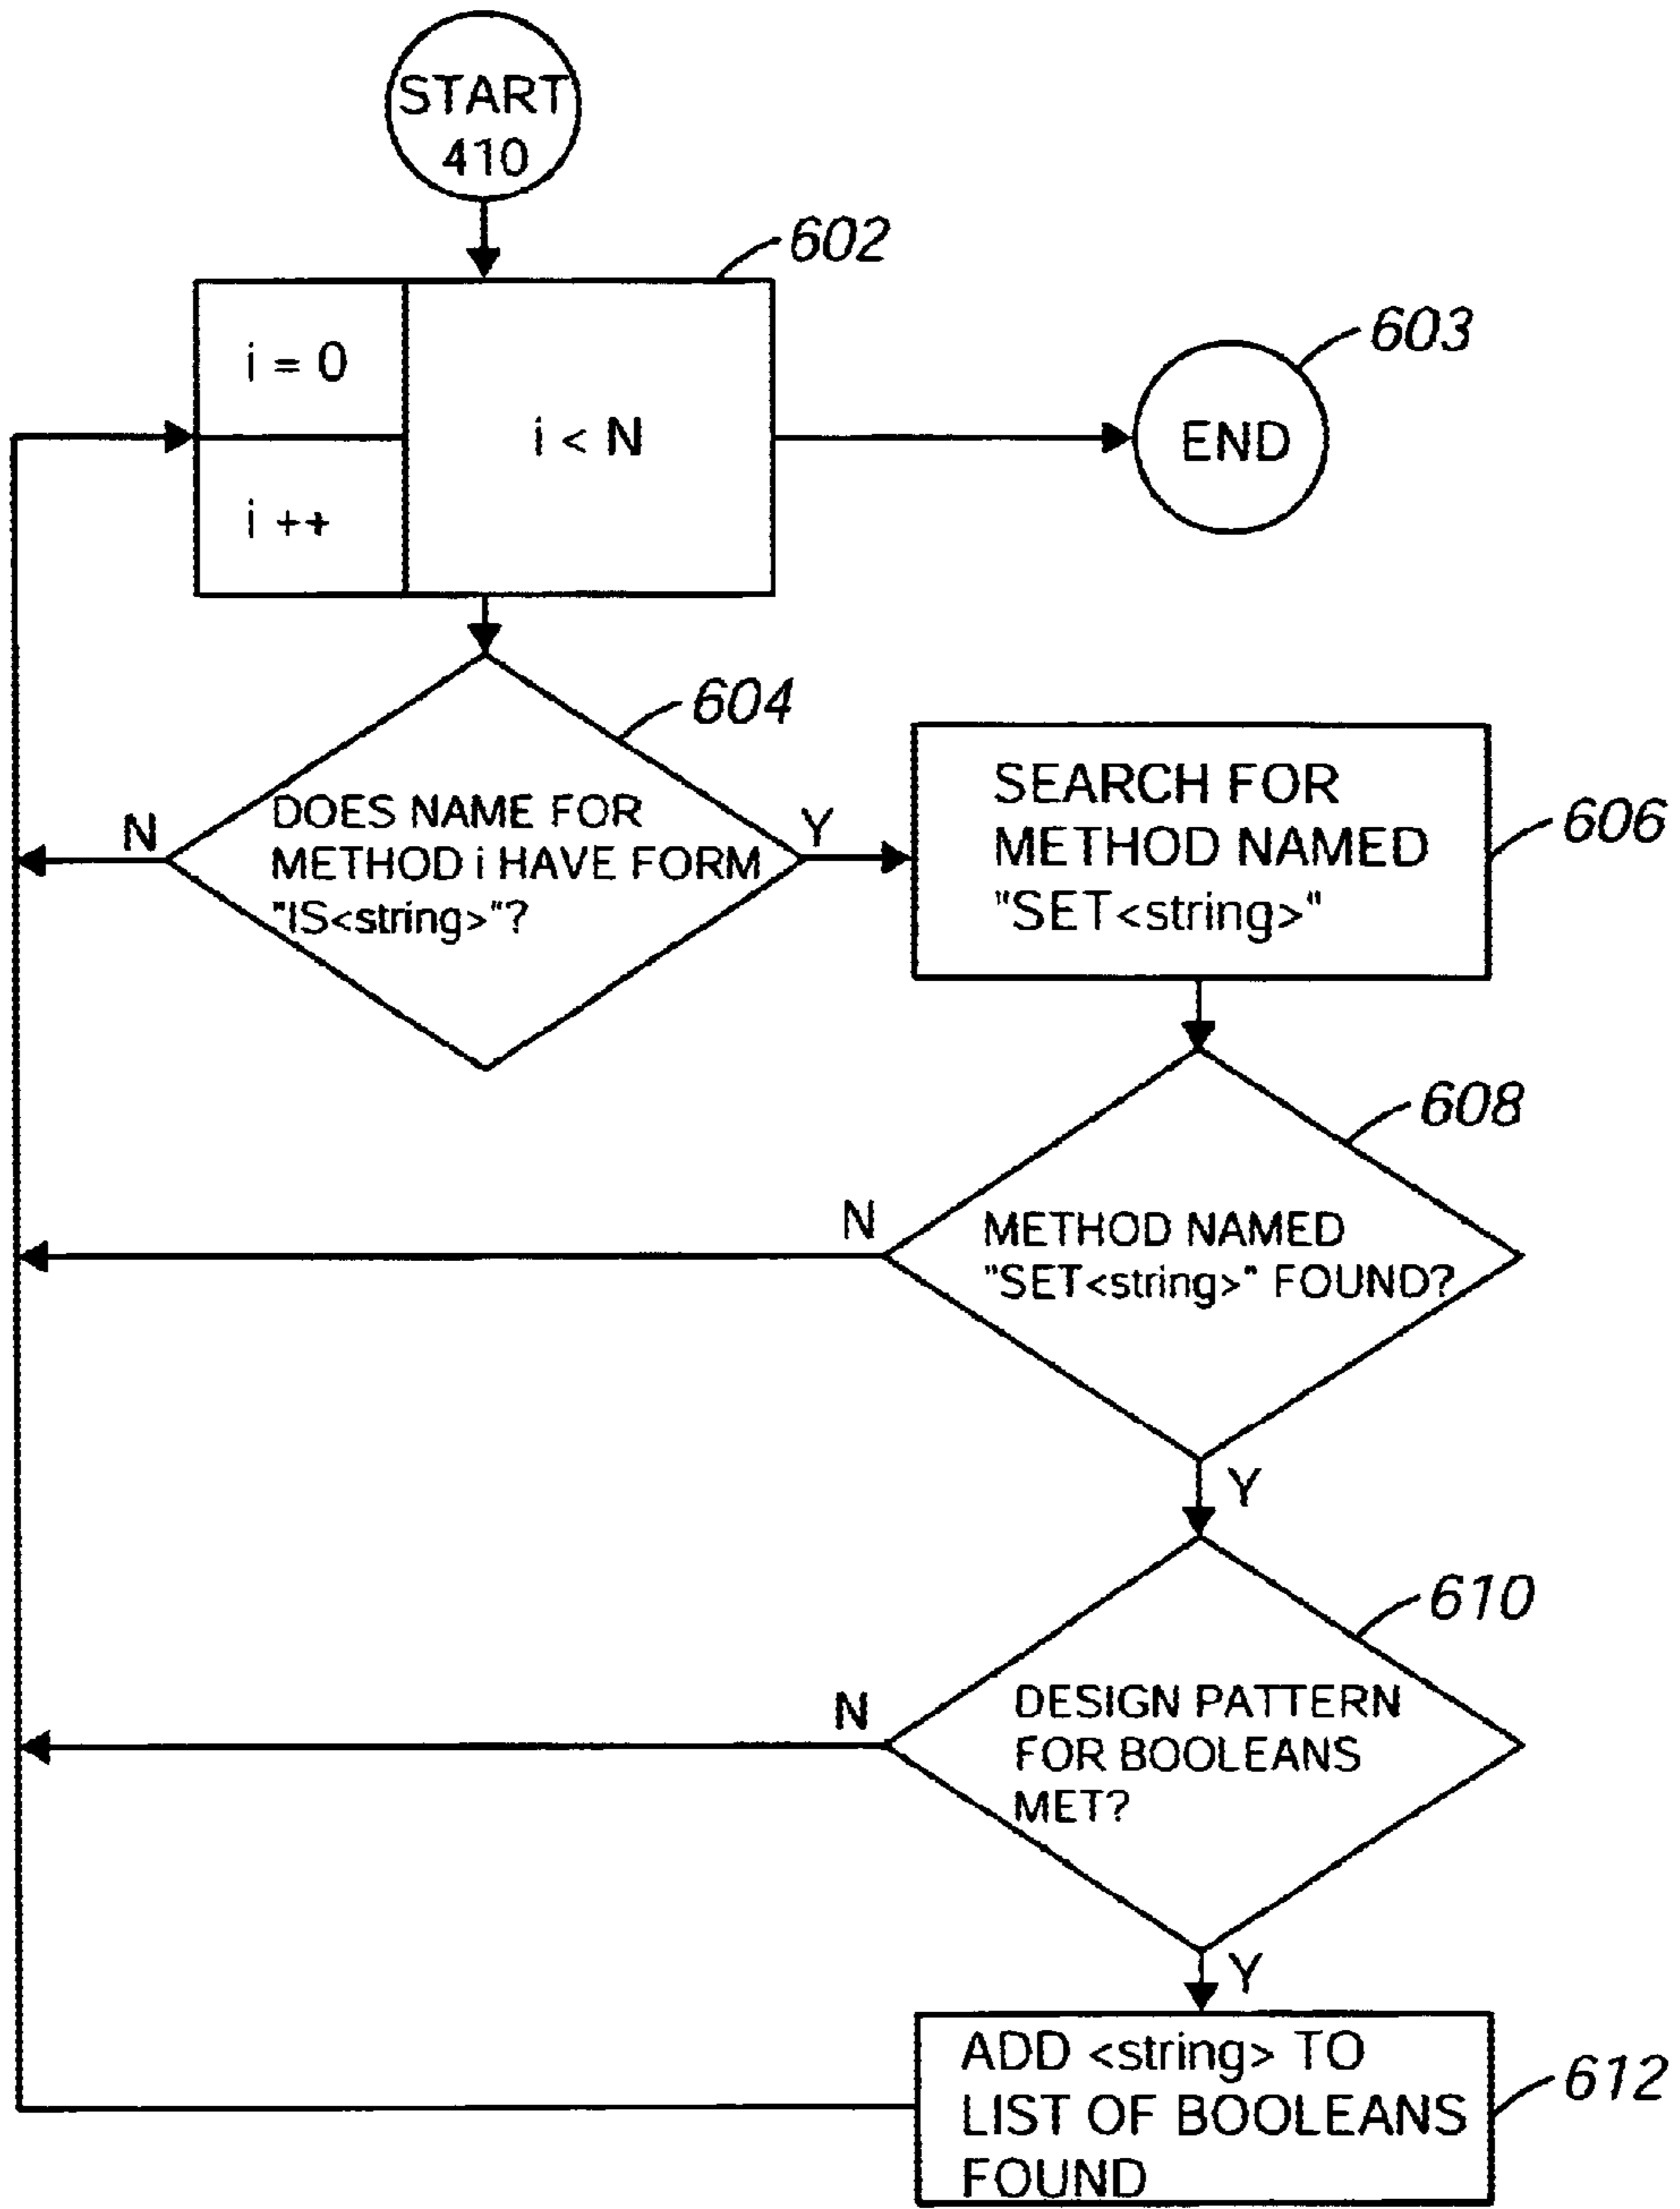 START
410
602
i = 0
i < N
i ++
603
END
604
DOES NAME FOR
METHOD i HAVE FORM
"IS<string>"?
N
Y
SEARCH FOR
METHOD NAMED
"SET<string>"
606
608
METHOD NAMED
"SET<string>" FOUND?
N
Y
610
DESIGN PATTERN
FOR BOOLEANS
MET?
N
Y
ADD <string> TO
LIST OF BOOLEANS
FOUND
612